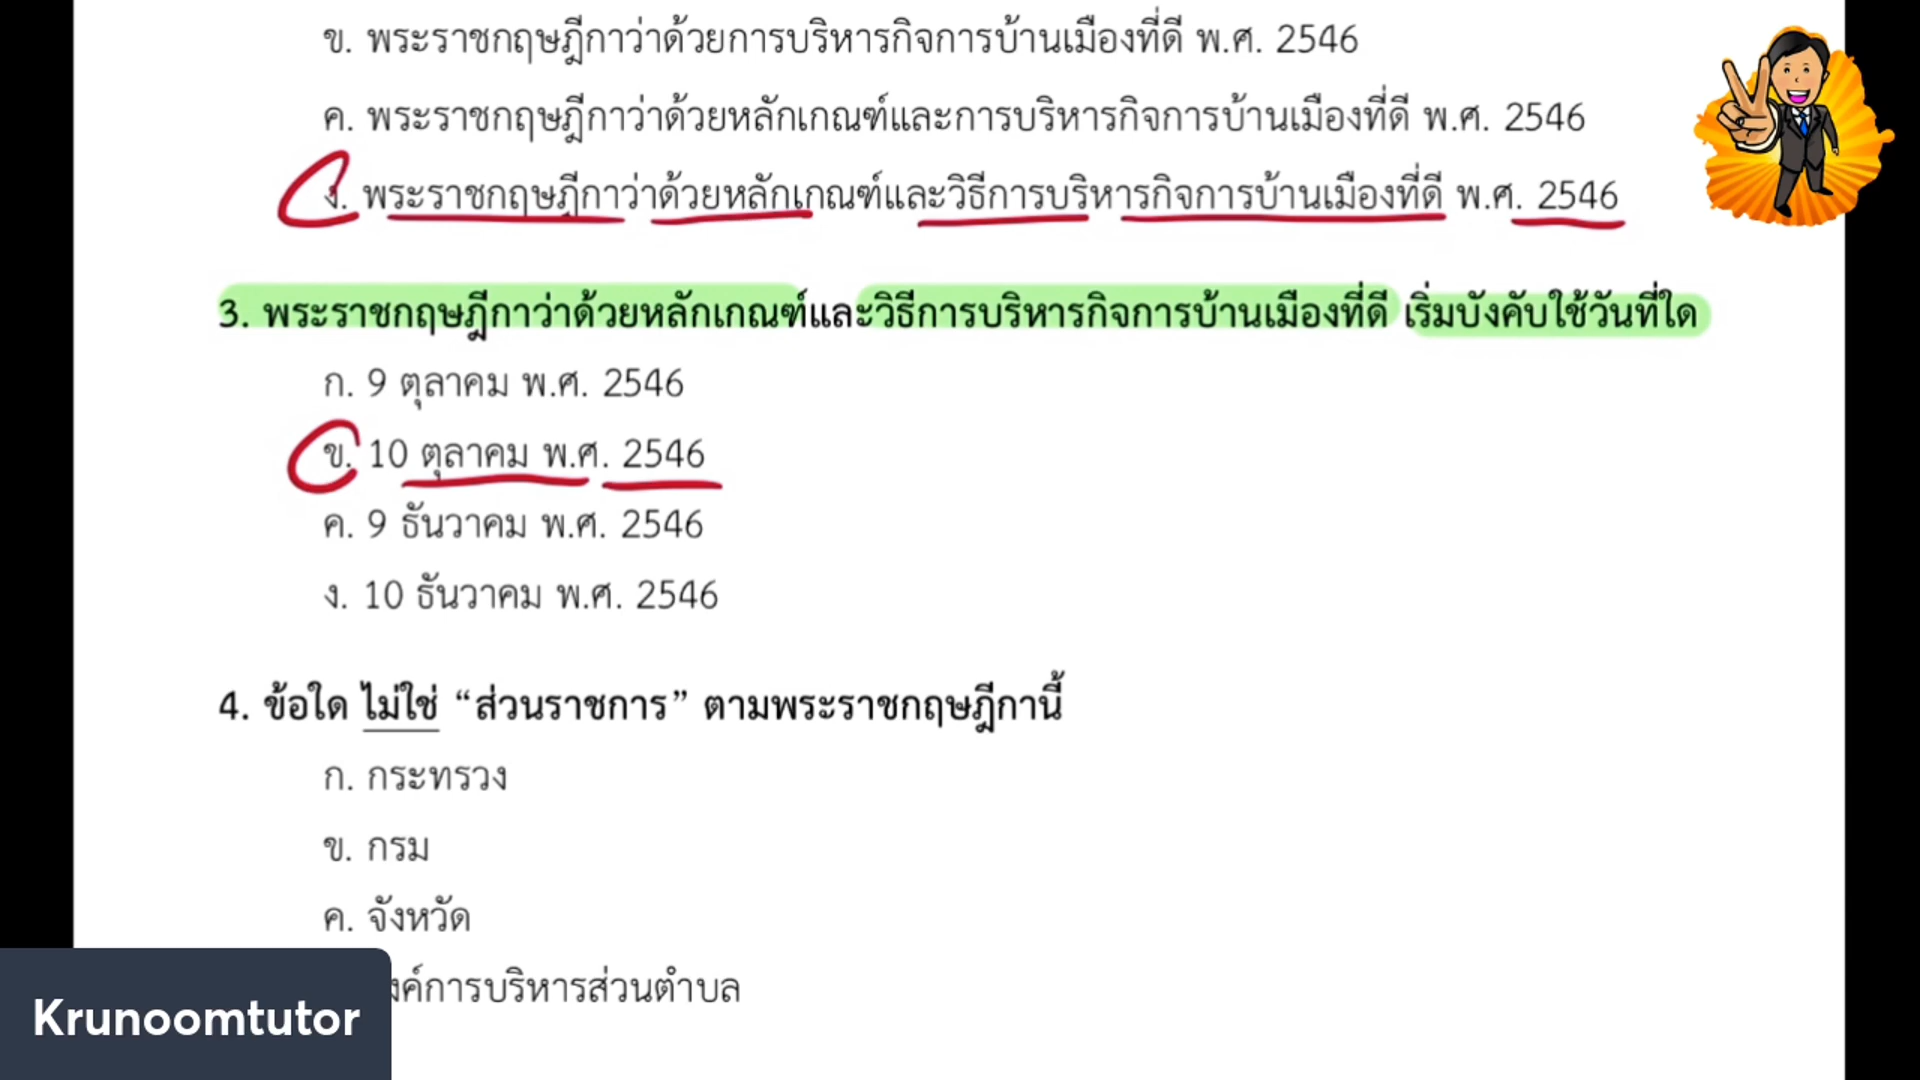 ข. พระราชกฤษฎีกาว่าด้วยการบริหารกิจการบ้านเมืองที่ดี พ.ศ. 2546
ค. พระราชกฤษฎีกาว่าด้วยหลักเกณฑ์และการบริหารกิจการบ้านเมืองที่ดี พ.ศ. 2546
ง. พระราชกฤษฎีกาว่าด้วยหลักเกณฑ์และวิธีการบริหารกิจการบ้านเมืองที่ดี พ.ศ. 2546
3. พระราชกฤษฎีกาว่าด้วยหลักเกณฑ์และวิธีการบริหารกิจการบ้านเมืองที่ดี เริ่มบังคับใช้วันที่ใด
ก. 9 ตุลาคม พ.ศ. 2546
ข. 10 ตุลาคม พ.ศ. 2546
ค. 9 ธันวาคม พ.ศ. 2546
ง. 10 ธันวาคม พ.ศ. 2546
4. ข้อใด ไม่ใช่ “ส่วนราชการ” ตามพระราชกฤษฎีกานี้
ก. กระทรวง
ข. กรม
ค. จังหวัด
งค์การบริหารส่วนตำบล
Krunoomtutor